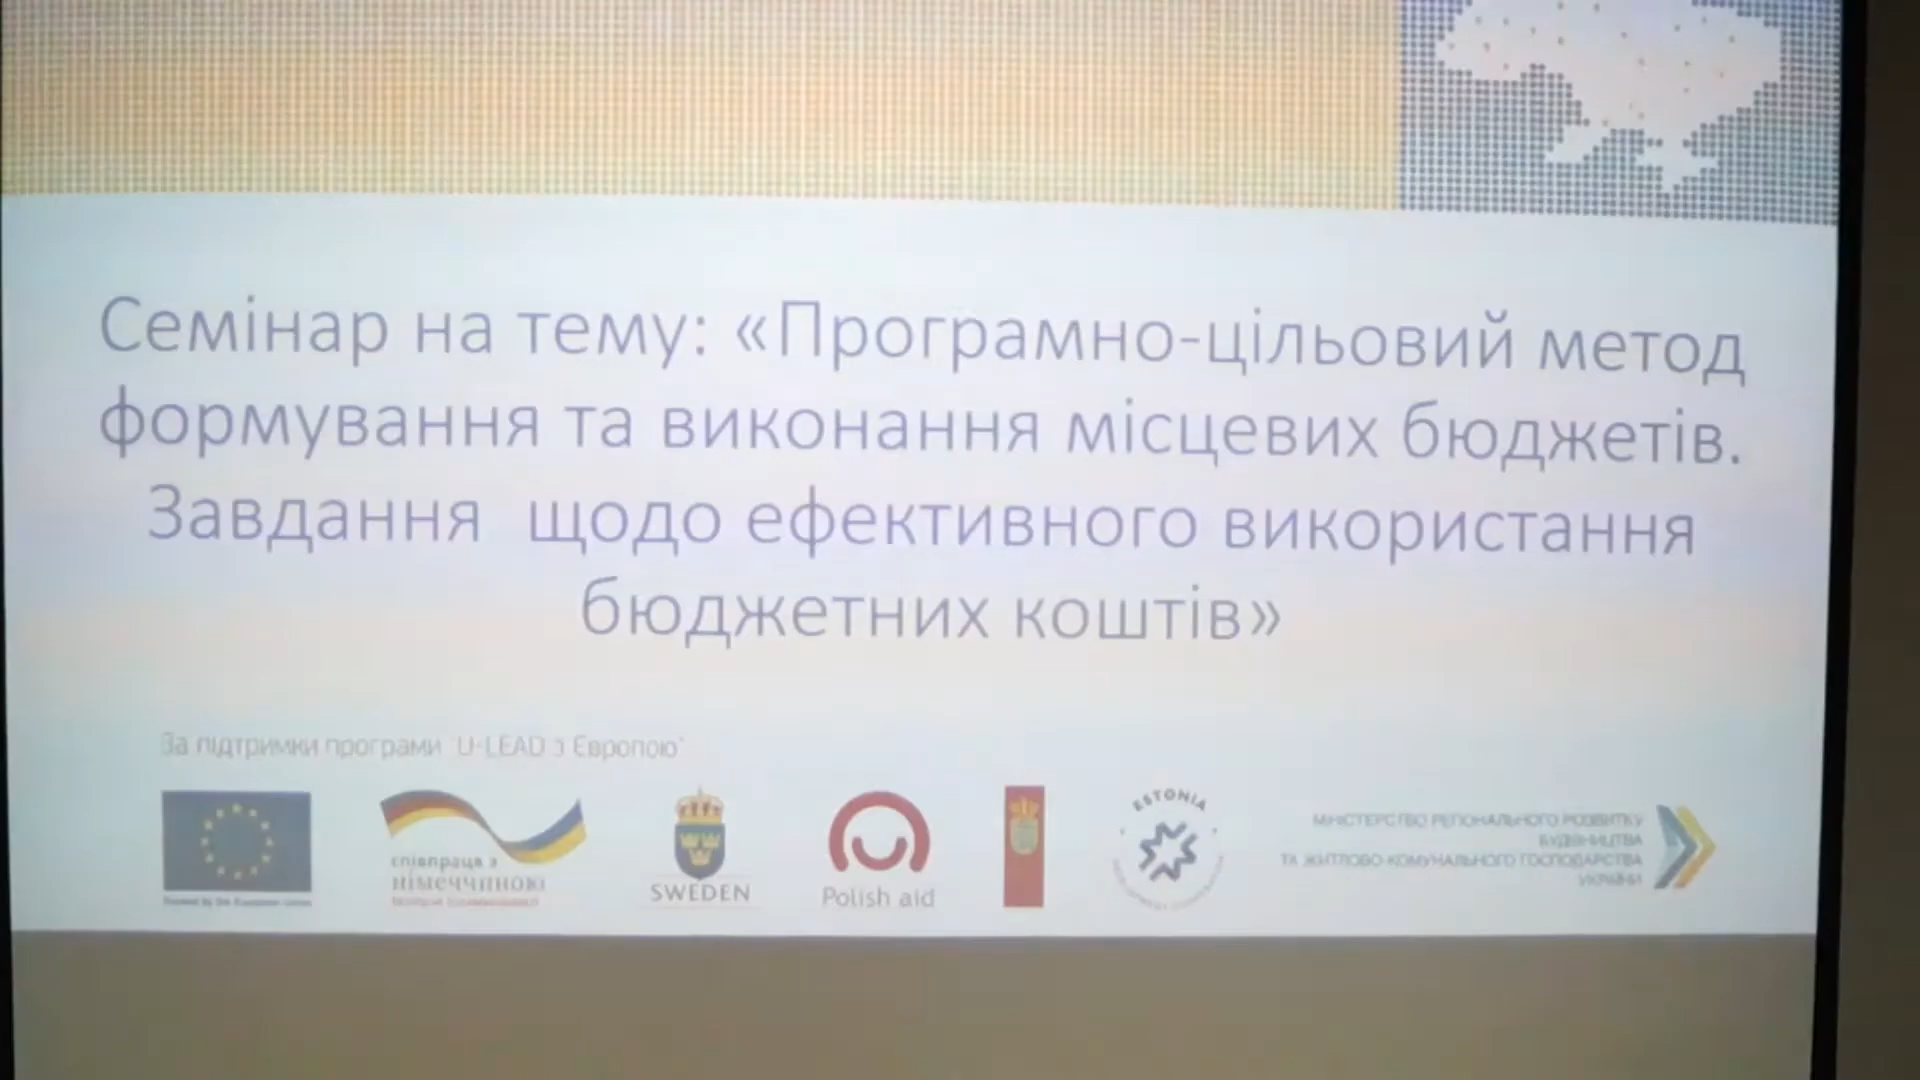 Семінар на тему: «Програмно-цільовий метод
формування та виконання місцевих бюджетів.
Завдання щодо ефективного використання
бюджетних коштів»
За підтримки програми "U-LEAD з Європою"
співпраця з
німеччиною
SWEDEN
Polish aid
ESTONIA
МІНІСТЕРСТВО РЕГІОНАЛЬНОГО РОЗВИТКУ
БУДІВНИЦТВА
ТА ЖИТЛОВО-КОМУНАЛЬНОГО ГОСПОДАРСТВА
УКРАЇНИ